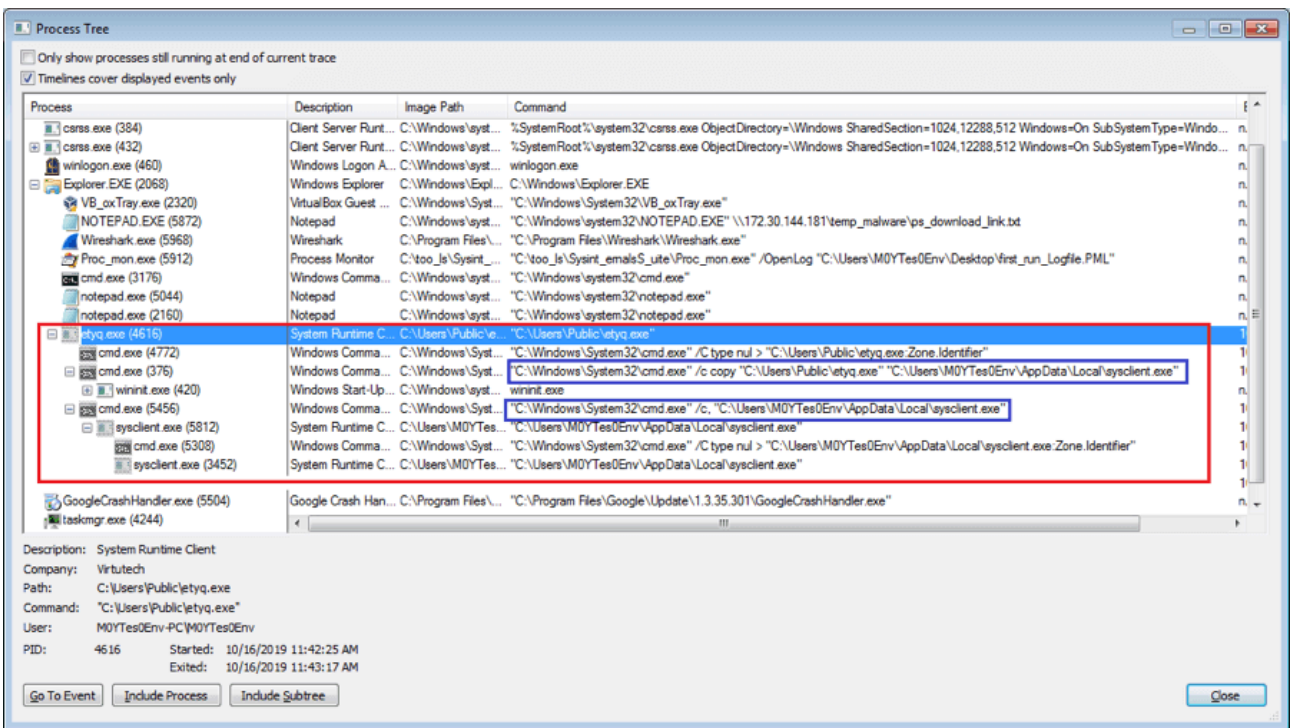 Process Tree
Only show processes still running at end of current trace
Timelines cover displayed events only
Process Description Image Path Command
csrss.exe (384) Client Server Runt... C:\Windows\syst... %SystemRoot%\system32\csrss.exe ObjectDirectory=\Windows SharedSection=1024,12288,512 Windows=On SubSystemType=Windo... n.
csrss.exe (432) Client Server Runt... C:\Windows\syst... %SystemRoot%\system32\csrss.exe ObjectDirectory=\Windows SharedSection=1024,12288,512 Windows=On SubSystemType=Windo... n.
winlogon.exe (460) Windows Logon A... C:\Windows\syst... winlogon.exe n.
Explorer.EXE (2068) Windows Explorer C:\Windows\Expl... C:\Windows\Explorer.EXE n.
VB_oxTray.exe (2320) VirtualBox Guest ... C:\Windows\Syst... "C:\Windows\System32\VB_oxTray.exe" n.
NOTEPAD.EXE (5872) Notepad C:\Windows\syst... "C:\Windows\system32\NOTEPAD.EXE" \\172.30.144.181\temp_malware\ps_download_link.txt n.
Wireshark.exe (5968) Wireshark C:\Program Files\... "C:\Program Files\Wireshark\Wireshark.exe" n.
Proc_mon.exe (5912) Process Monitor C:\too_ls\Sysint_... "C:\too_ls\Sysint_emalsS_uite\Proc_mon.exe" /OpenLog "C:\Users\M0YTes0Env\Desktop\first_run_Logfile.PML" n.
cmd.exe (3176) Windows Comma... C:\Windows\syst... "C:\Windows\system32\cmd.exe" n.
notepad.exe (5044) Notepad C:\Windows\syst... "C:\Windows\system32\notepad.exe" n.
notepad.exe (2160) Notepad C:\Windows\syst... "C:\Windows\system32\notepad.exe" n.
etyq.exe (4616) System Runtime C... C:\Users\Public\e... "C:\Users\Public\etyq.exe" 1
cmd.exe (4772) Windows Comma... C:\Windows\Syst... "C:\Windows\System32\cmd.exe" /C type nul > "C:\Users\Public\etyq.exe:Zone.Identifier" 1
cmd.exe (376) Windows Comma... C:\Windows\Syst... "C:\Windows\System32\cmd.exe" /c copy "C:\Users\Public\etyq.exe" "C:\Users\M0YTes0Env\AppData\Local\sysclient.exe" 1
wininit.exe (420) Windows Start-Up... C:\Windows\syst... wininit.exe n.
cmd.exe (5456) Windows Comma... C:\Windows\Syst... "C:\Windows\System32\cmd.exe" /c, "C:\Users\M0YTes0Env\AppData\Local\sysclient.exe" 1
sysclient.exe (5812) System Runtime C... C:\Users\M0YTes... "C:\Users\M0YTes0Env\AppData\Local\sysclient.exe" 1
cmd.exe (5308) Windows Comma... C:\Windows\Syst... "C:\Windows\System32\cmd.exe" /C type nul > "C:\Users\M0YTes0Env\AppData\Local\sysclient.exe:Zone.Identifier" 1
sysclient.exe (3452) System Runtime C... C:\Users\M0YTes... "C:\Users\M0YTes0Env\AppData\Local\sysclient.exe" 1
GoogleCrashHandler.exe (5504) Google Crash Han... C:\Program Files\... "C:\Program Files\Google\Update\1.3.35.301\GoogleCrashHandler.exe" n.
taskmgr.exe (4244)
Description: System Runtime Client
Company: Virtutech
Path: C:\Users\Public\etyq.exe
Command: "C:\Users\Public\etyq.exe"
User: M0YTes0Env-PC\M0YTes0Env
PID: 4616 Started: 10/16/2019 11:42:25 AM
Exited: 10/16/2019 11:43:17 AM
Go To Event Include Process Include Subtree Close